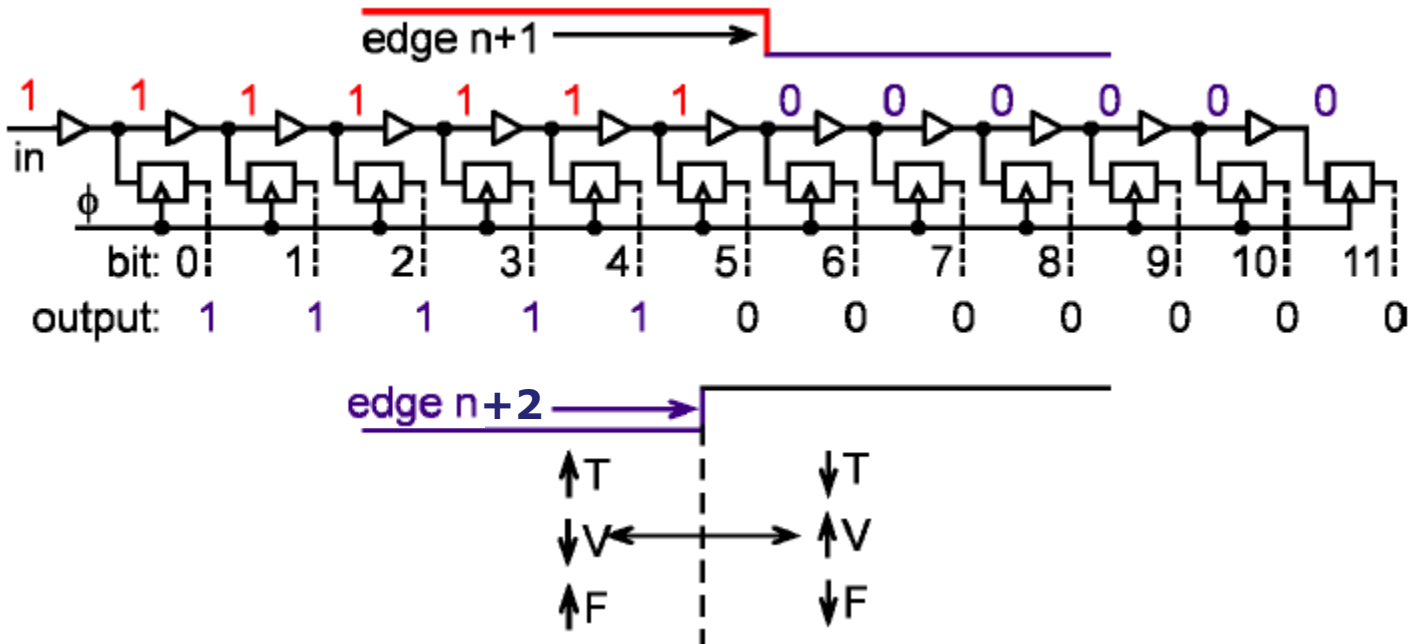 edge n+1
1 1 1 1 1 1 1 0 0 0 0 0 0
in
ϕ
bit: 0 1 2 3 4 5 6 7 8 9 10 11
output: 1 1 1 1 1 0 0 0 0 0 0 0
edge n +2
↑T ↓T
↓V ↑V
↑F ↓F